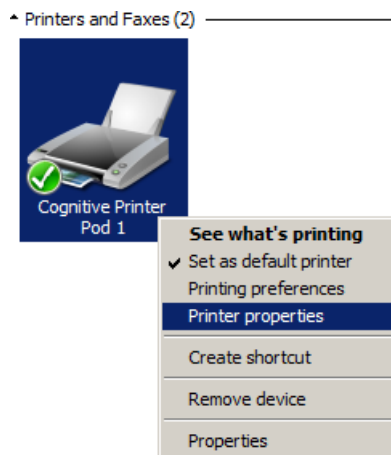 Printers and Faxes (2)
Cognitive Printer
Pod 1
See what's printing
Set as default printer
Printing preferences
Printer properties
Create shortcut
Remove device
Properties